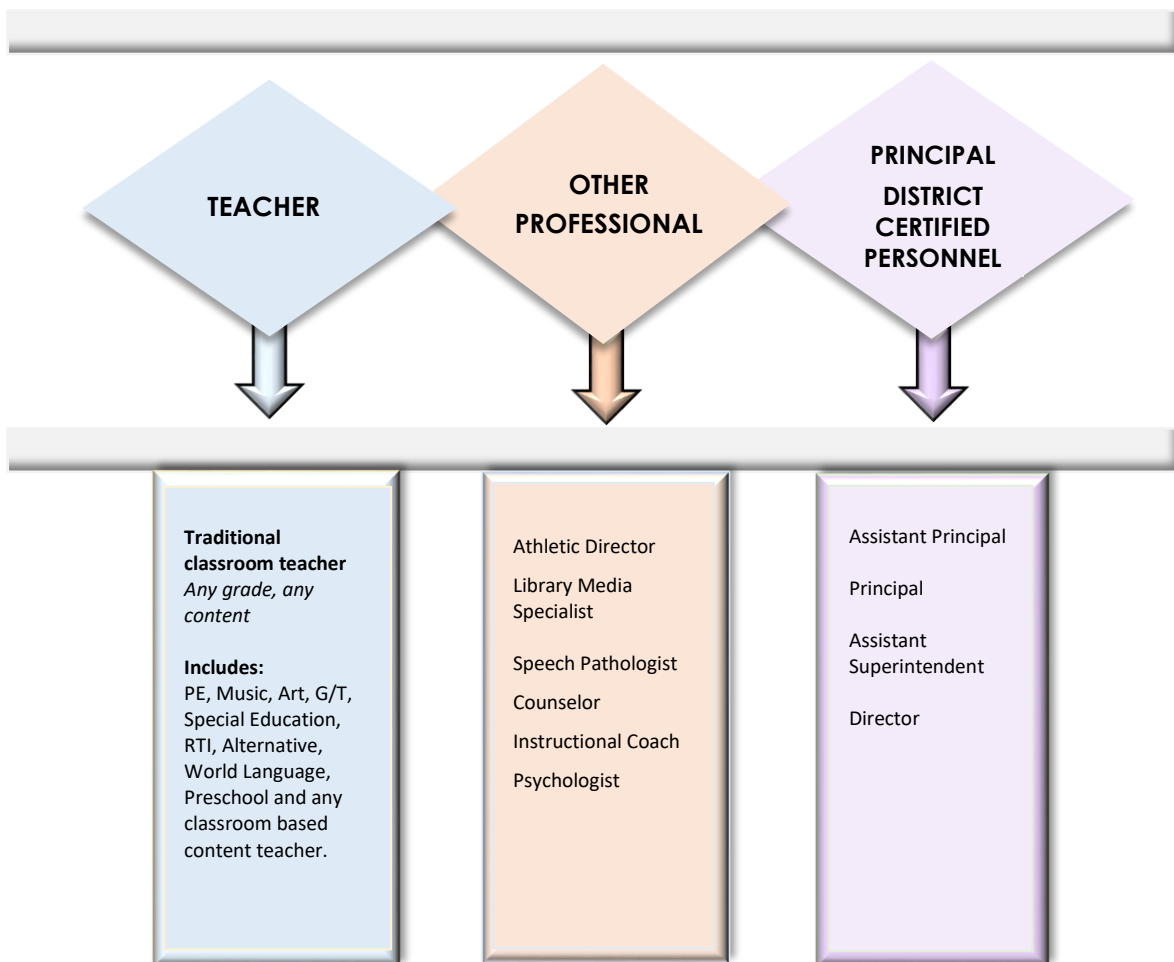 TEACHER
OTHER
PROFESSIONAL
PRINCIPAL
DISTRICT
CERTIFIED
PERSONNEL
Traditional
classroom teacher
Any grade, any
content
Includes:
PE, Music, Art, G/T,
Special Education,
RTI, Alternative,
World Language,
Preschool and any
classroom based
content teacher.
Athletic Director
Library Media
Specialist
Speech Pathologist
Counselor
Instructional Coach
Psychologist
Assistant Principal
Principal
Assistant
Superintendent
Director